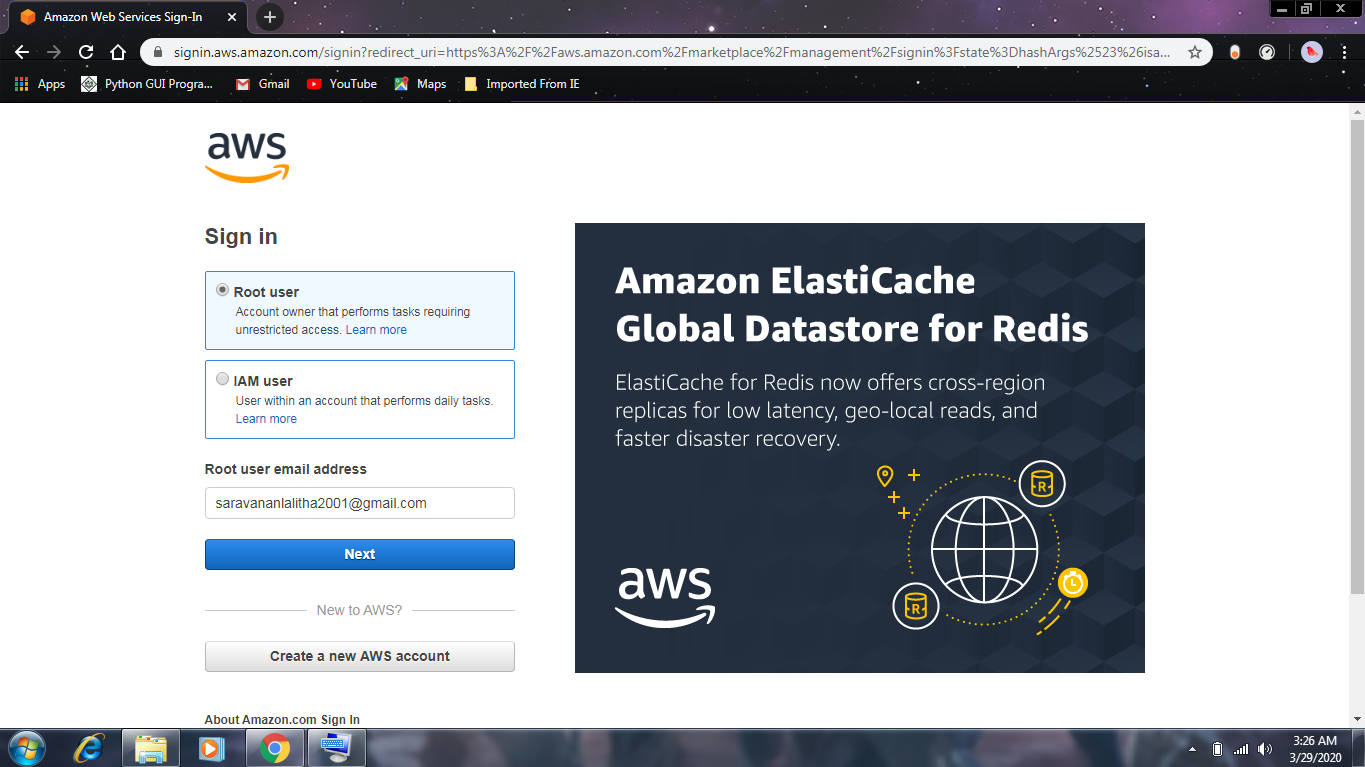 Amazon Web Services Sign-In
signin.aws.amazon.com/signin?redirect_uri=https%3A%2F%2Faws.amazon.com%2Fmarketplace%2Fmanagement%2Fsignin%3Fstate%3DhashArgs%2523%26isa...
Apps
Python GUI Progra...
Gmail
YouTube
Maps
Imported From IE
aws
Sign in
Root user
Account owner that performs tasks requiring
unrestricted access. Learn more
IAM user
User within an account that performs daily tasks.
Learn more
Root user email address
saravananlalitha2001@gmail.com
Next
New to AWS?
Create a new AWS account
About Amazon.com Sign In
Amazon ElastiCache
Global Datastore for Redis
ElastiCache for Redis now offers cross-region
replicas for low latency, geo-local reads, and
faster disaster recovery.
R
R
aws
3:26 AM
3/29/2020